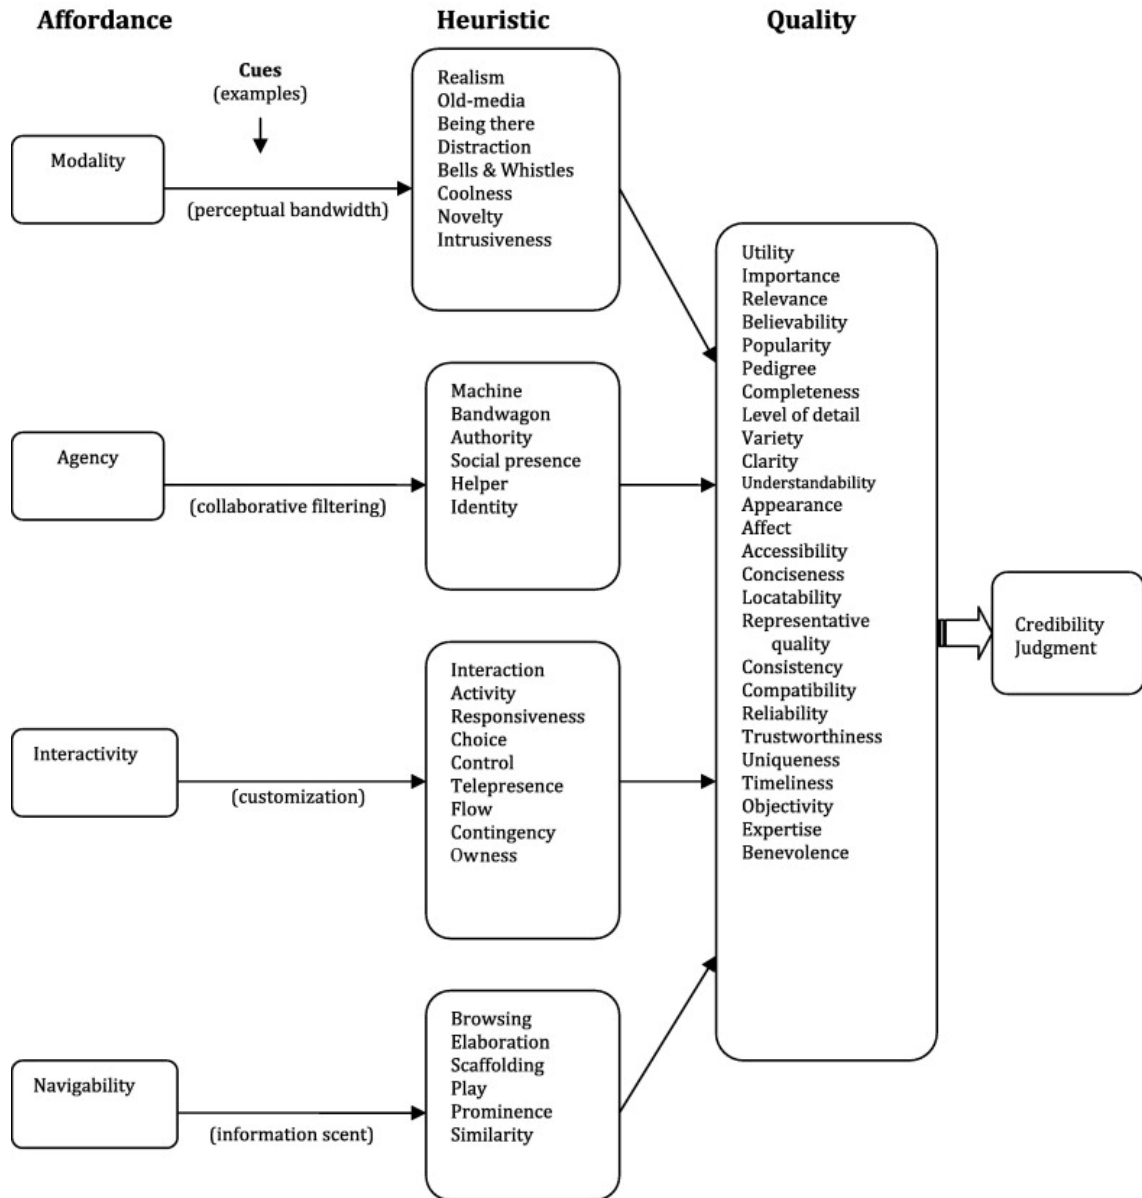 Affordance
Heuristic
Quality
Cues
(examples)
Modality
(perceptual bandwidth)
Realism
Old-media
Being there
Distraction
Bells & Whistles
Coolness
Novelty
Intrusiveness
Agency
(collaborative filtering)
Machine
Bandwagon
Authority
Social presence
Helper
Identity
Interactivity
(customization)
Interaction
Activity
Responsiveness
Choice
Control
Telepresence
Flow
Contingency
Owness
Navigability
(information scent)
Browsing
Elaboration
Scaffolding
Play
Prominence
Similarity
Utility
Importance
Relevance
Believability
Popularity
Pedigree
Completeness
Level of detail
Variety
Clarity
Understandability
Appearance
Affect
Accessibility
Conciseness
Locatability
Representative
quality
Consistency
Compatibility
Reliability
Trustworthiness
Uniqueness
Timeliness
Objectivity
Expertise
Benevolence
Credibility
Judgment